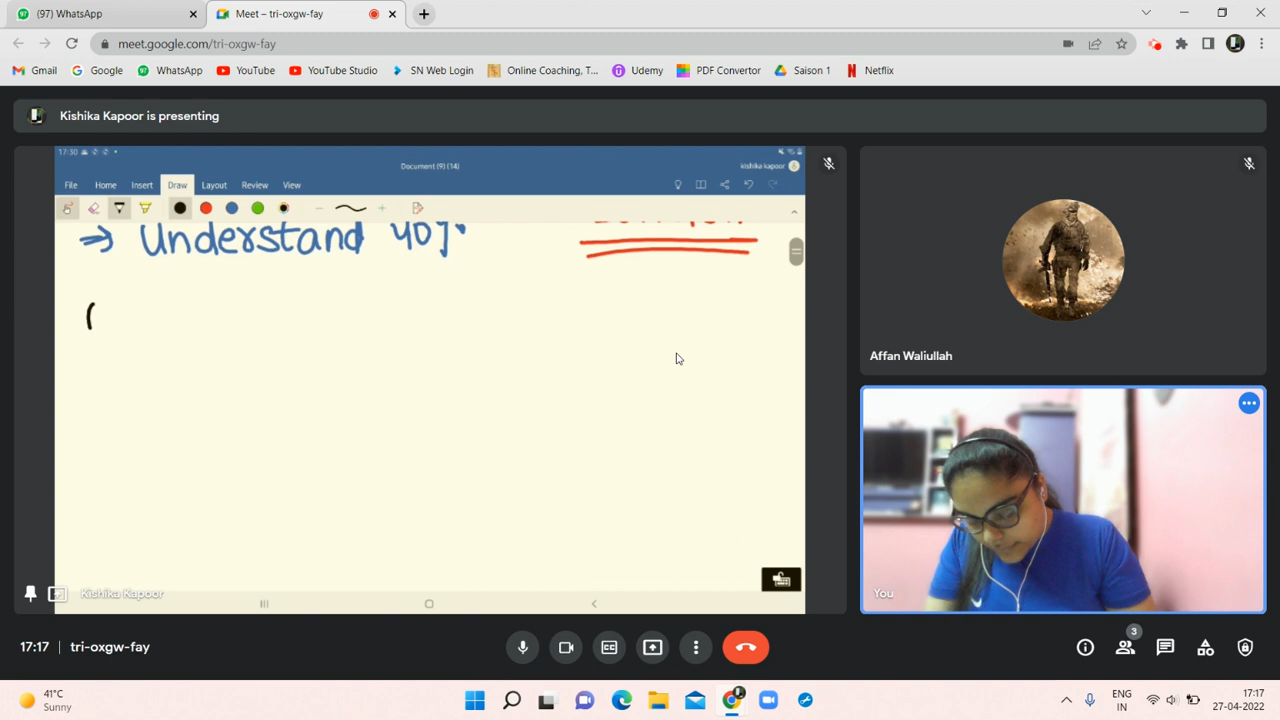 (97) WhatsApp
Meet – tri-oxgw-fay
meet.google.com/tri-oxgw-fay
Gmail Google WhatsApp YouTube YouTube Studio SN Web Login Online Coaching, T... Udemy PDF Convertor Saison 1 Netflix
Kishika Kapoor is presenting
17:30
Document (9) (14)
kishika kapoor
File Home Insert Draw Layout Review View
⇒ Understand 40%
(
Kishika Kapoor
Affan Waliullah
You
17:17 | tri-oxgw-fay
3
41°C
Sunny
ENG
IN
17:17
27-04-2022